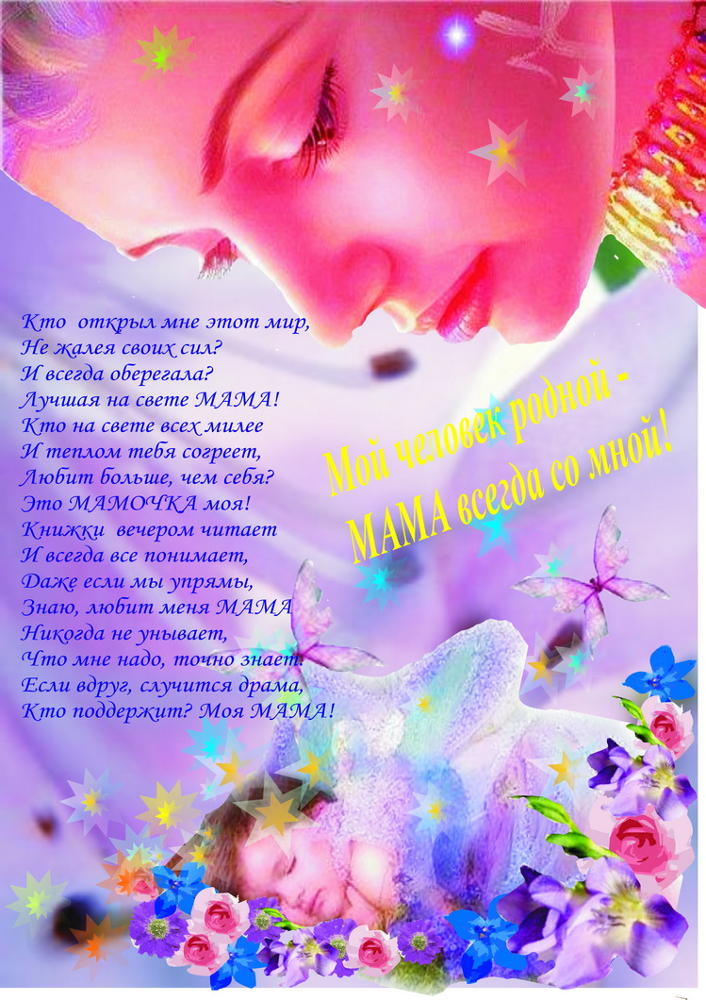 Кто открыл мне этот мир,
Не жалея своих сил?
И всегда оберегала?
Лучшая на свете МАМА!
Кто на свете всех милее
И теплом тебя согреет,
Любит больше, чем себя?
Это МАМОЧКА моя!
Книжки вечером читает
И всегда все понимает,
Даже если мы упрямы,
Знаю, любит меня МАМА
Никогда не унывает,
Что мне надо, точно знает.
Если вдруг, случится драма,
Кто поддержит? Моя МАМА!
Мой человек родной -
МАМА всегда со мной!